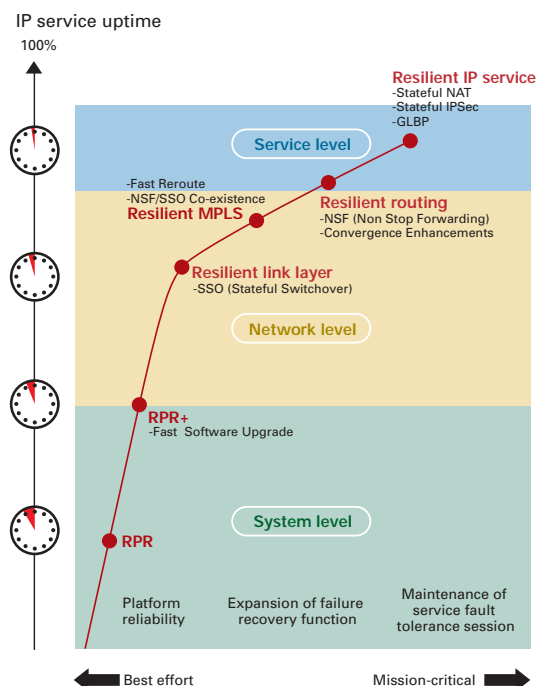 IP service uptime
100%
Resilient IP service
-Stateful NAT
-Stateful IPSec
-GLBP
Service level
-Fast Reroute
-NSF/SSO Co-existence
Resilient MPLS
Resilient routing
-NSF (Non Stop Forwarding)
-Convergence Enhancements
Resilient link layer
-SSO (Stateful Switchover)
Network level
RPR+
-Fast Software Upgrade
System level
RPR
Platform
reliability
Expansion of failure
recovery function
Maintenance of
service fault
tolerance session
Best effort
Mission-critical